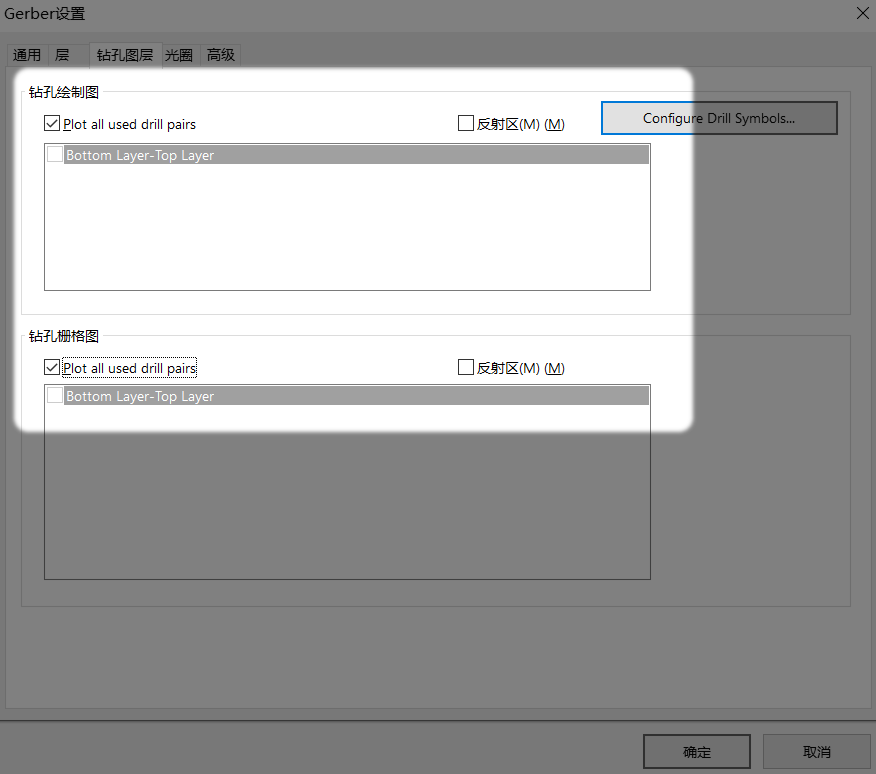 Gerber设置
通用 层 钻孔图层 光圈 高级
钻孔绘制图
Plot all used drill pairs 反射区(M) (M) Configure Drill Symbols...
Bottom Layer-Top Layer
钻孔栅格图
Plot all used drill pairs 反射区(M) (M)
Bottom Layer-Top Layer
确定 取消